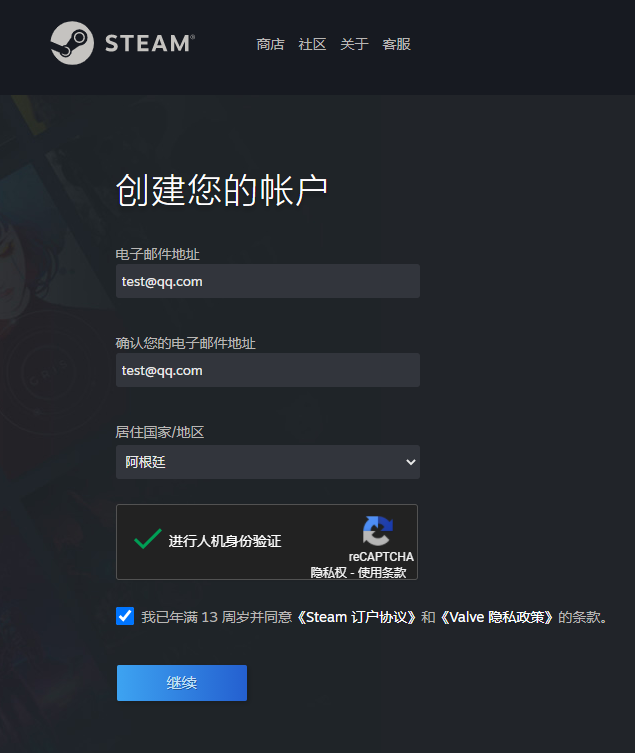 STEAM®
商店 社区 关于 客服
创建您的帐户
电子邮件地址
test@qq.com
确认您的电子邮件地址
test@qq.com
居住国家/地区
阿根廷
进行人机身份验证
reCAPTCHA
隐私权 - 使用条款
我已年满 13 周岁并同意《Steam 订户协议》和《Valve 隐私政策》的条款。
继续